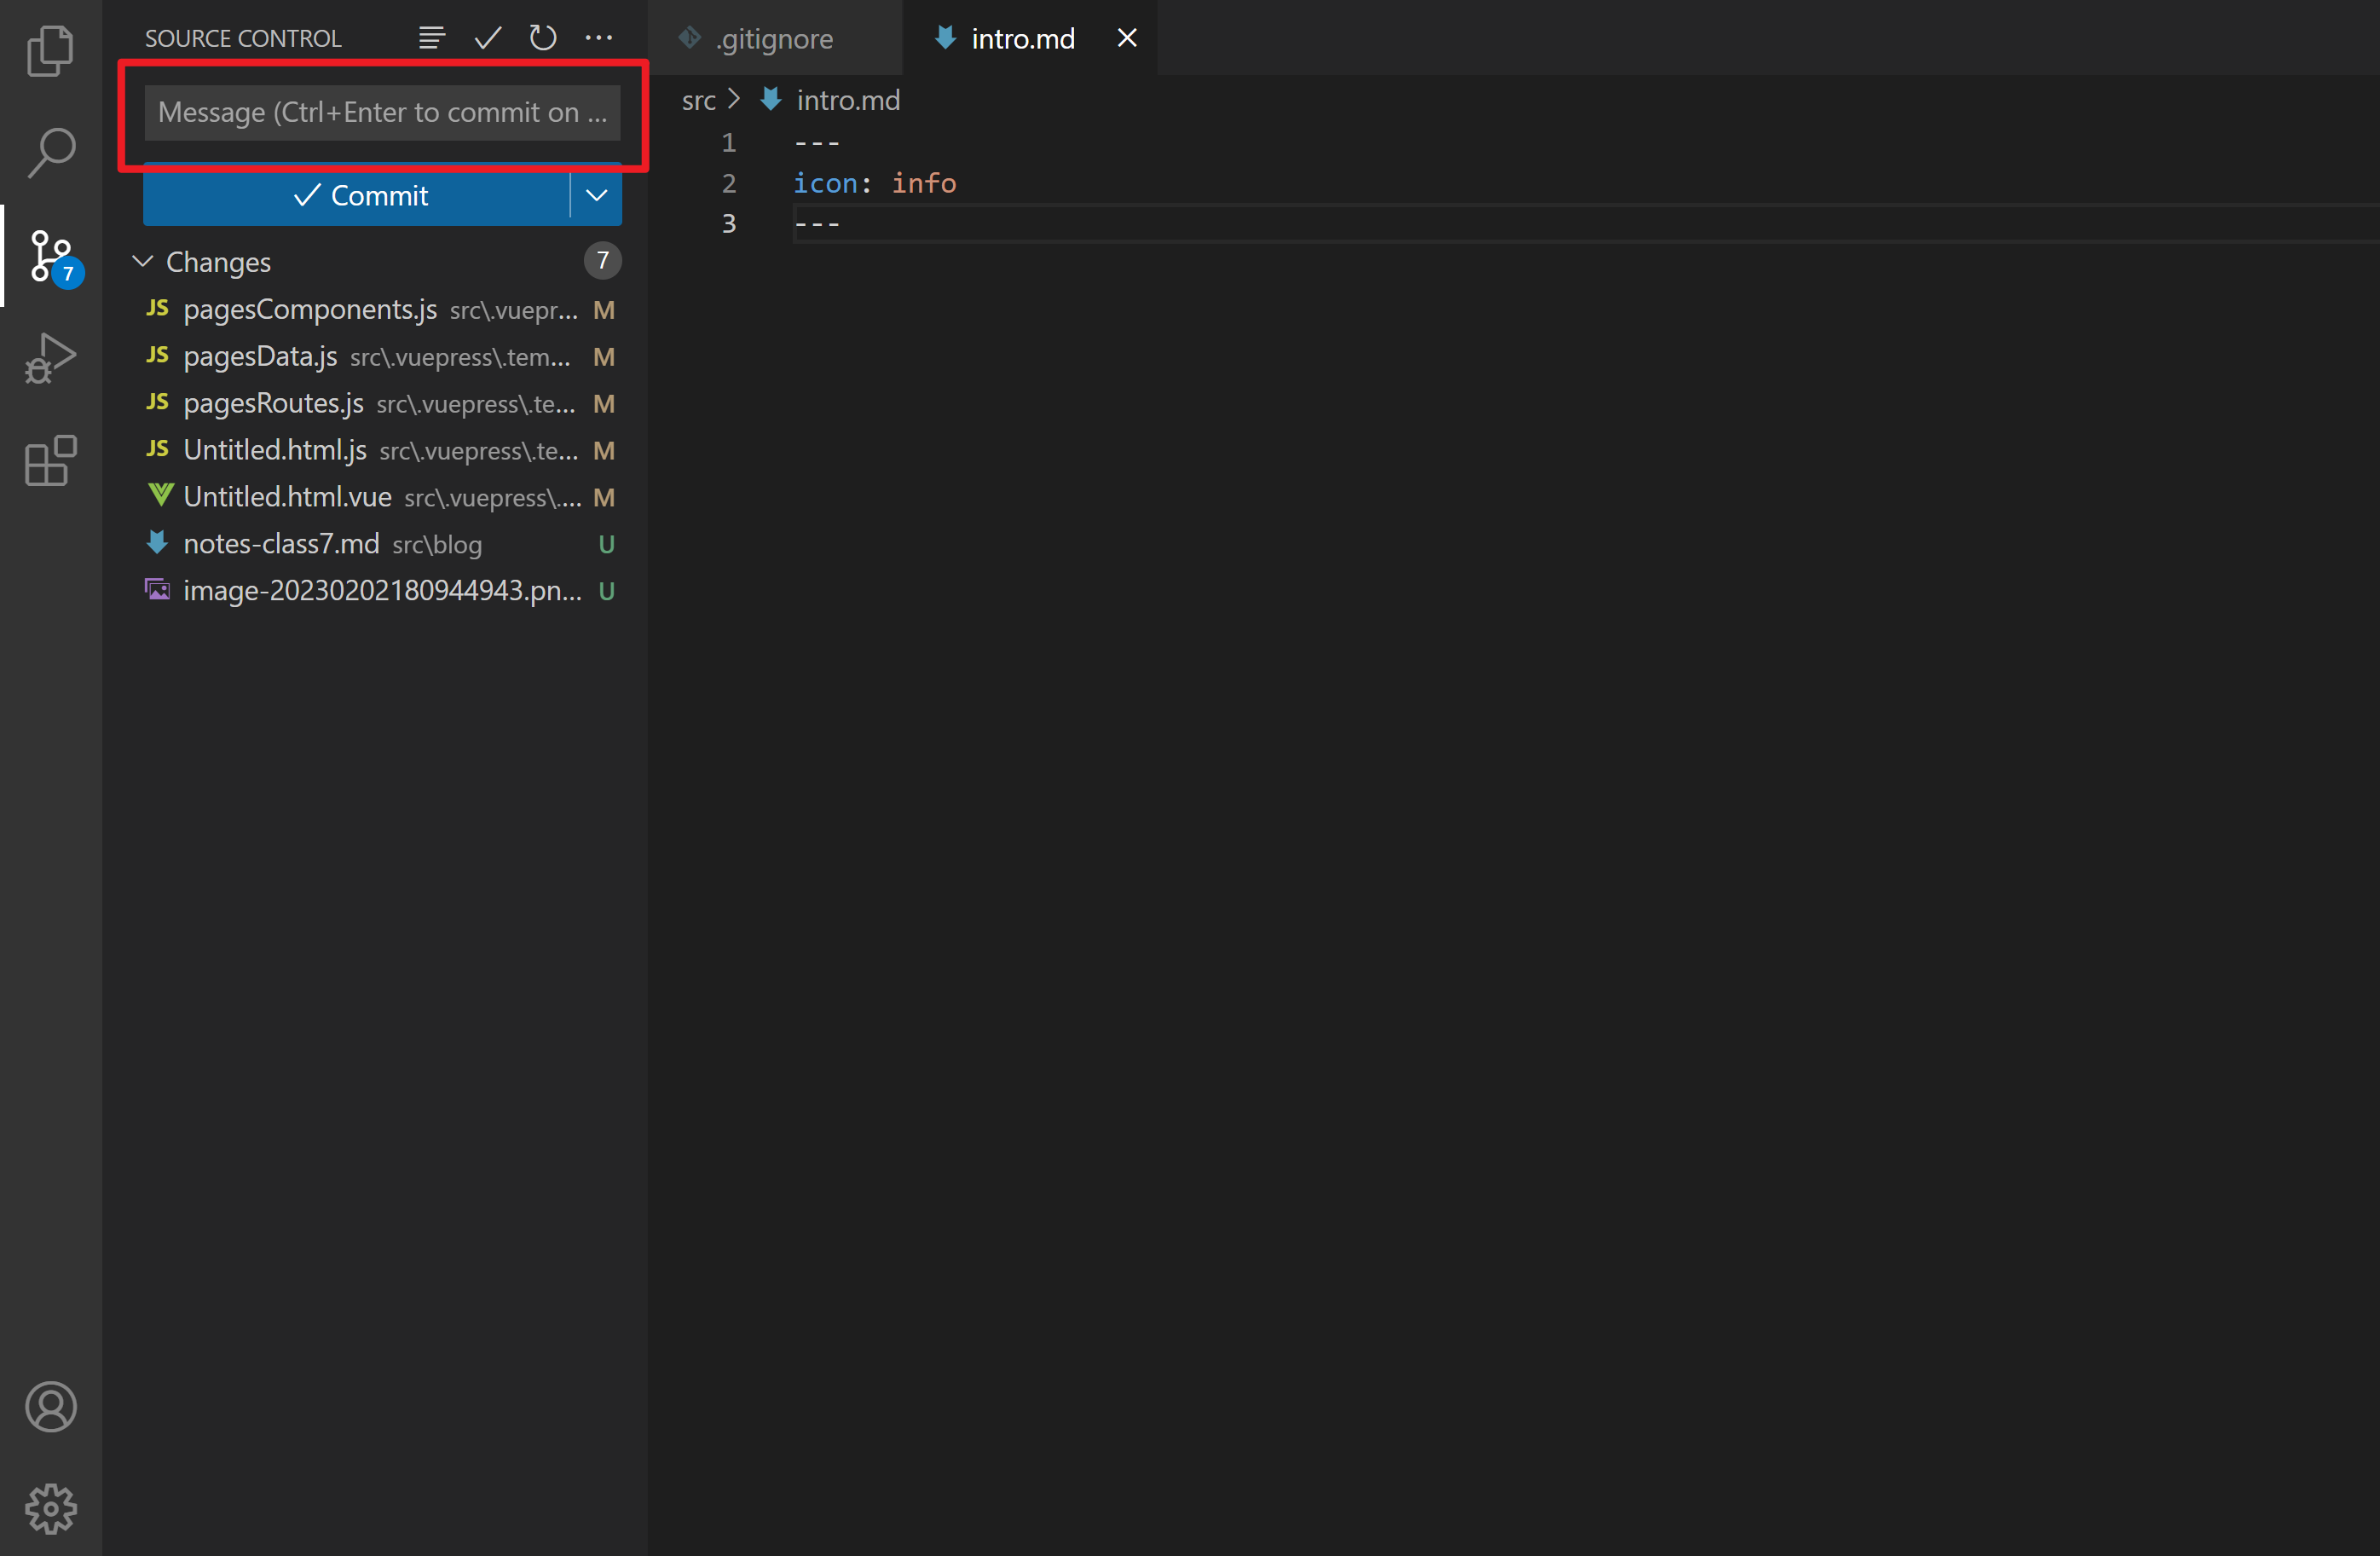 SOURCE CONTROL
Message (Ctrl+Enter to commit on ...
Commit
Changes 7
7
JS pagesComponents.js src\.vuepr... M
JS pagesData.js src\.vuepress\.tem... M
JS pagesRoutes.js src\.vuepress\.te... M
JS Untitled.html.js src\.vuepress\.te... M
Untitled.html.vue src\.vuepress\.... M
notes-class7.md src\blog U
image-20230202180944943.pn... U
.gitignore intro.md
src > intro.md
1 ---
2 icon: info
3 ---